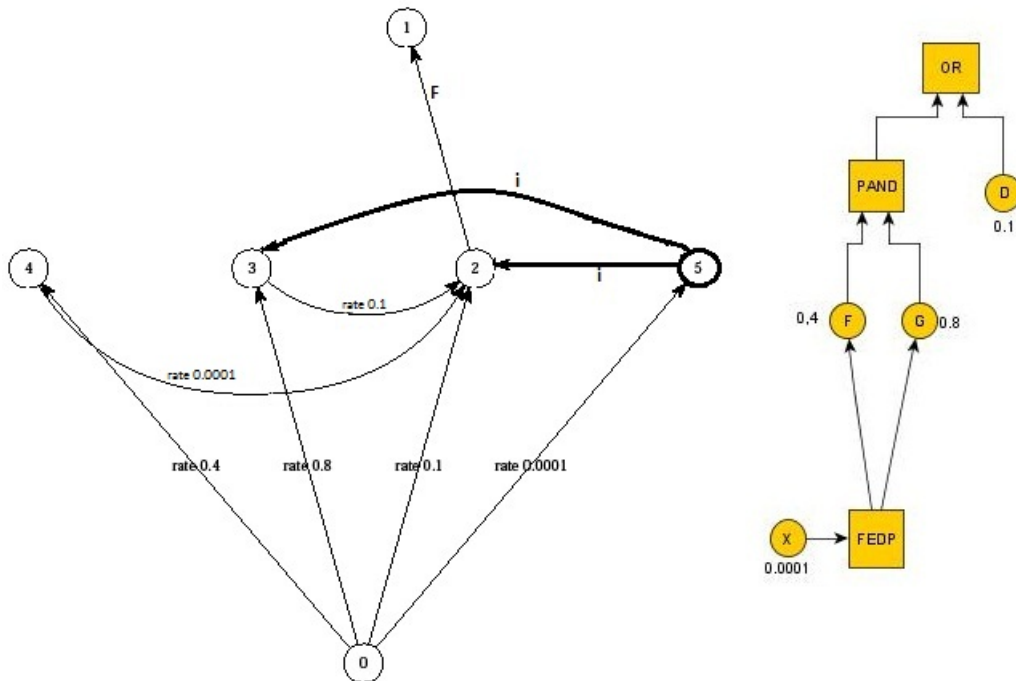 1
F
i
4
3
2
5
i
rate 0.1
rate 0.0001
rate 0.4
rate 0.8
rate 0.1
rate 0.0001
0
OR
PAND
D
0.1
0,4
F
G
0.8
X
FEDP
0.0001